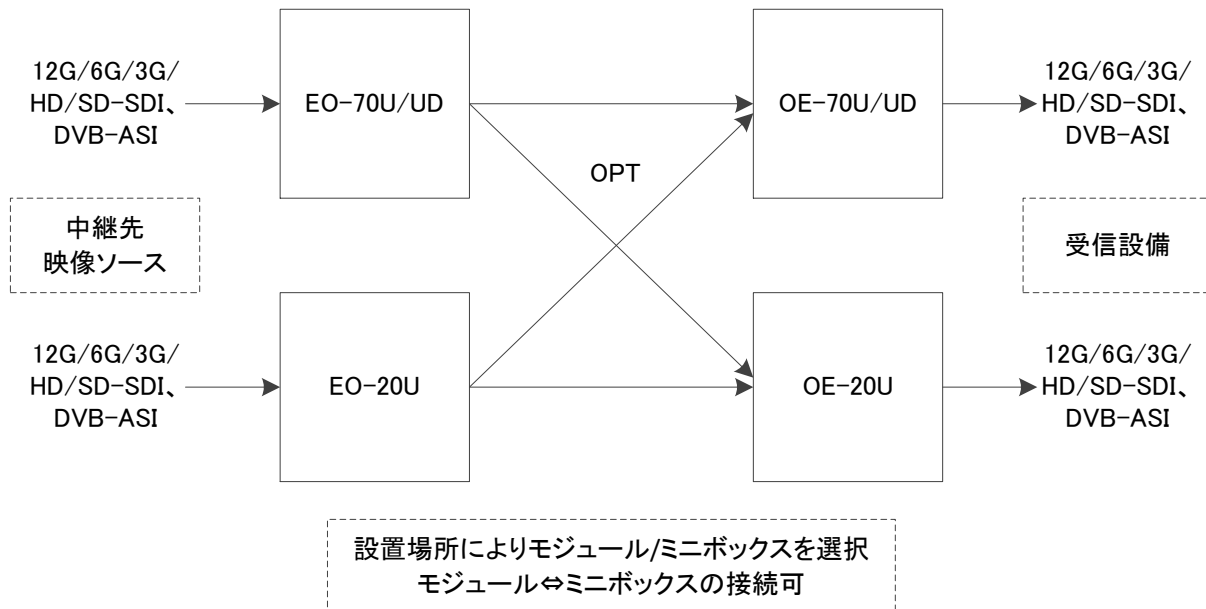 12G/6G/3G/
HD/SD-SDI、
DVB-ASI
EO-70U/UD
OE-70U/UD
12G/6G/3G/
HD/SD-SDI、
DVB-ASI
OPT
中継先
映像ソース
受信設備
12G/6G/3G/
HD/SD-SDI、
DVB-ASI
EO-20U
OE-20U
12G/6G/3G/
HD/SD-SDI、
DVB-ASI
設置場所によりモジュール/ミニボックスを選択
モジュール⇔ミニボックスの接続可